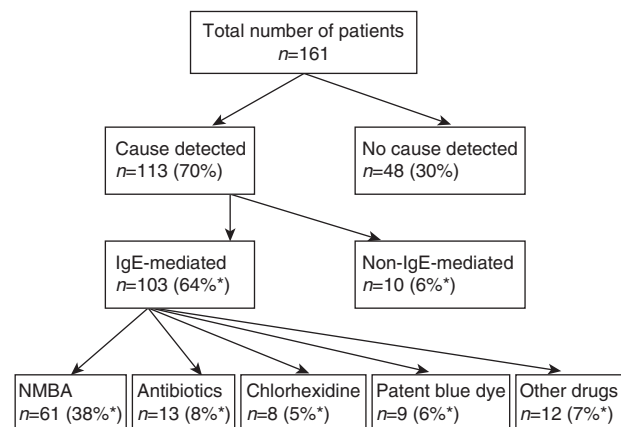 Total number of patients
n=161
Cause detected
n=113 (70%)
No cause detected
n=48 (30%)
IgE-mediated
n=103 (64%*)
Non-IgE-mediated
n=10 (6%*)
NMBA
n=61 (38%*)
Antibiotics
n=13 (8%*)
Chlorhexidine
n=8 (5%*)
Patent blue dye
n=9 (6%*)
Other drugs
n=12 (7%*)